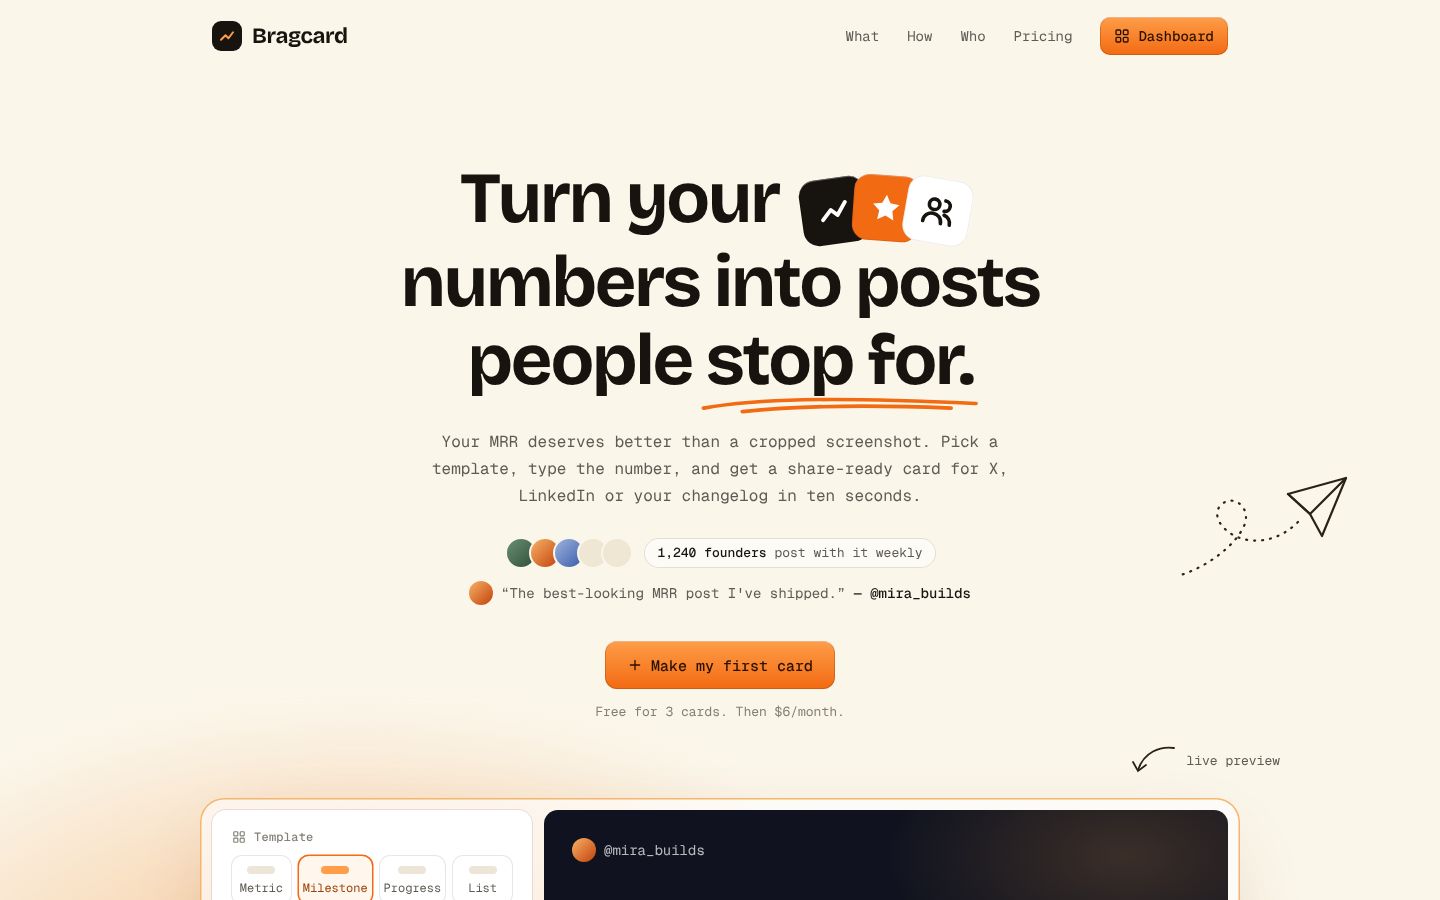 Bragcard
What
How
Who
Pricing
Dashboard
Turn your
numbers into posts
people stop for.
Your MRR deserves better than a cropped screenshot. Pick a
template, type the number, and get a share-ready card for X,
LinkedIn or your changelog in ten seconds.
1,240 founders post with it weekly
“The best-looking MRR post I've shipped.” — @mira_builds
Make my first card
Free for 3 cards. Then $6/month.
live preview
Template
Metric
Milestone
Progress
List
@mira_builds